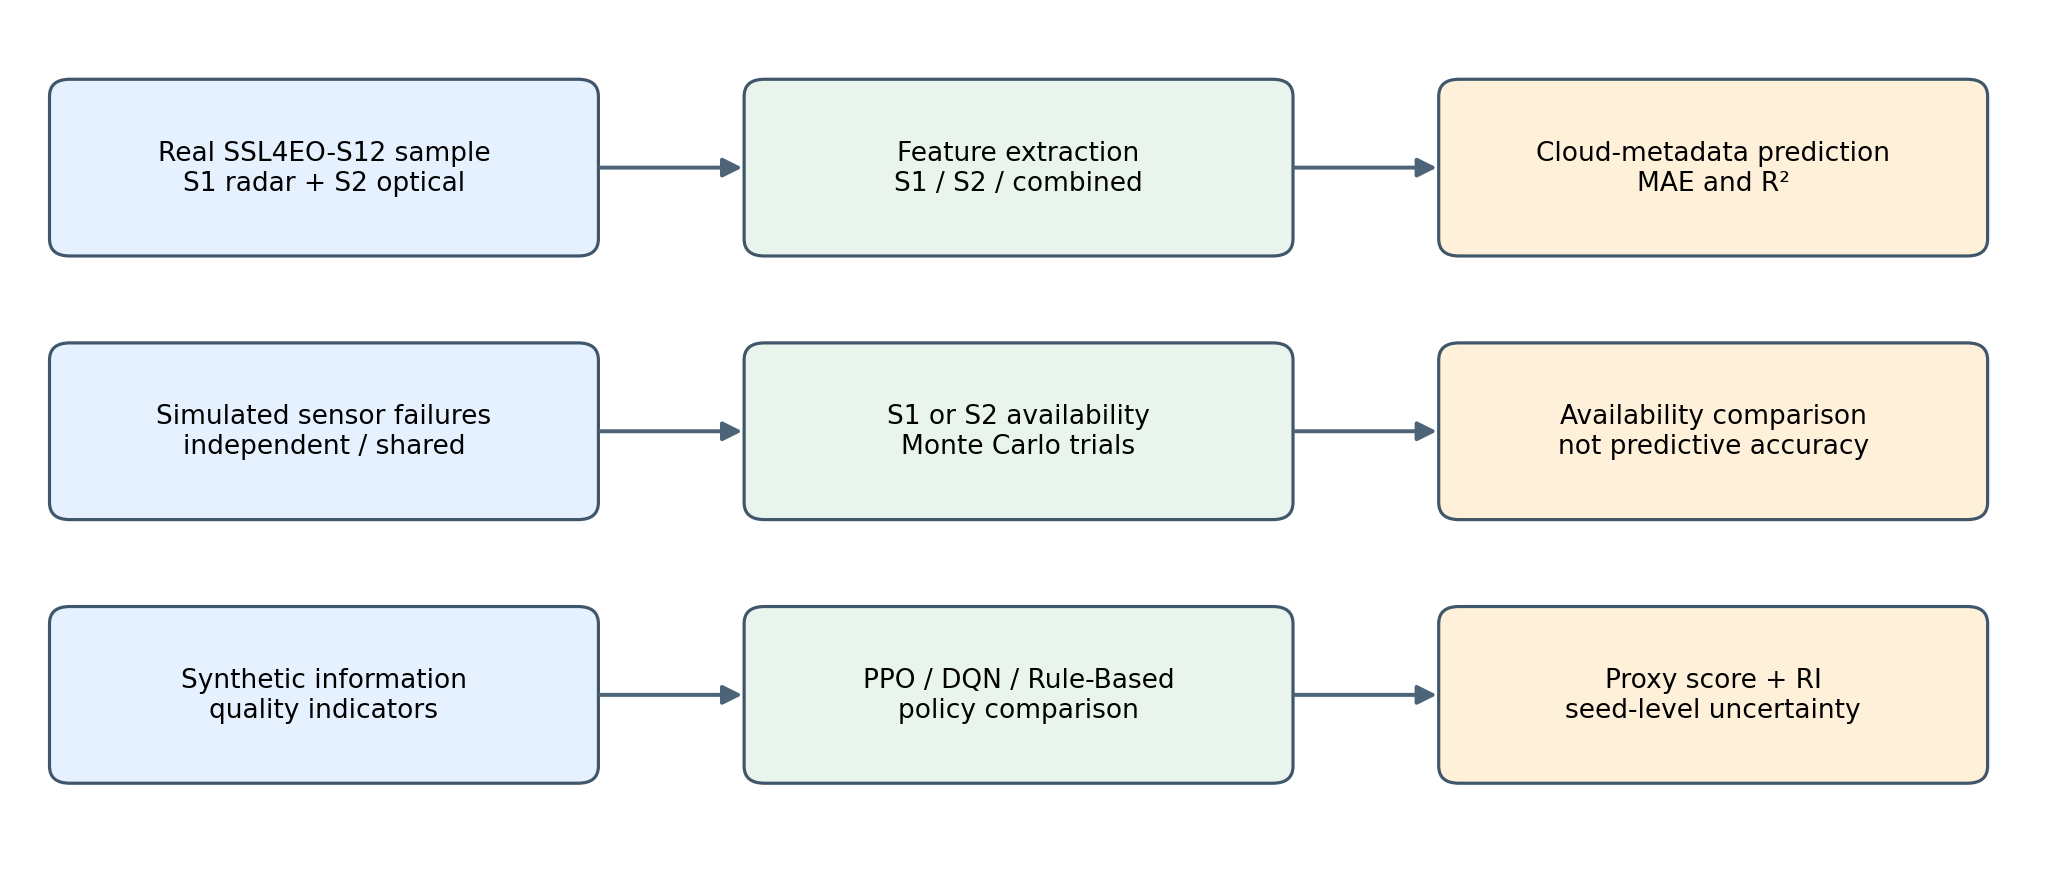 Real SSL4EO-S12 sample
S1 radar + S2 optical
Feature extraction
S1 / S2 / combined
Cloud-metadata prediction
MAE and R²
Simulated sensor failures
independent / shared
S1 or S2 availability
Monte Carlo trials
Availability comparison
not predictive accuracy
Synthetic information
quality indicators
PPO / DQN / Rule-Based
policy comparison
Proxy score + RI
seed-level uncertainty